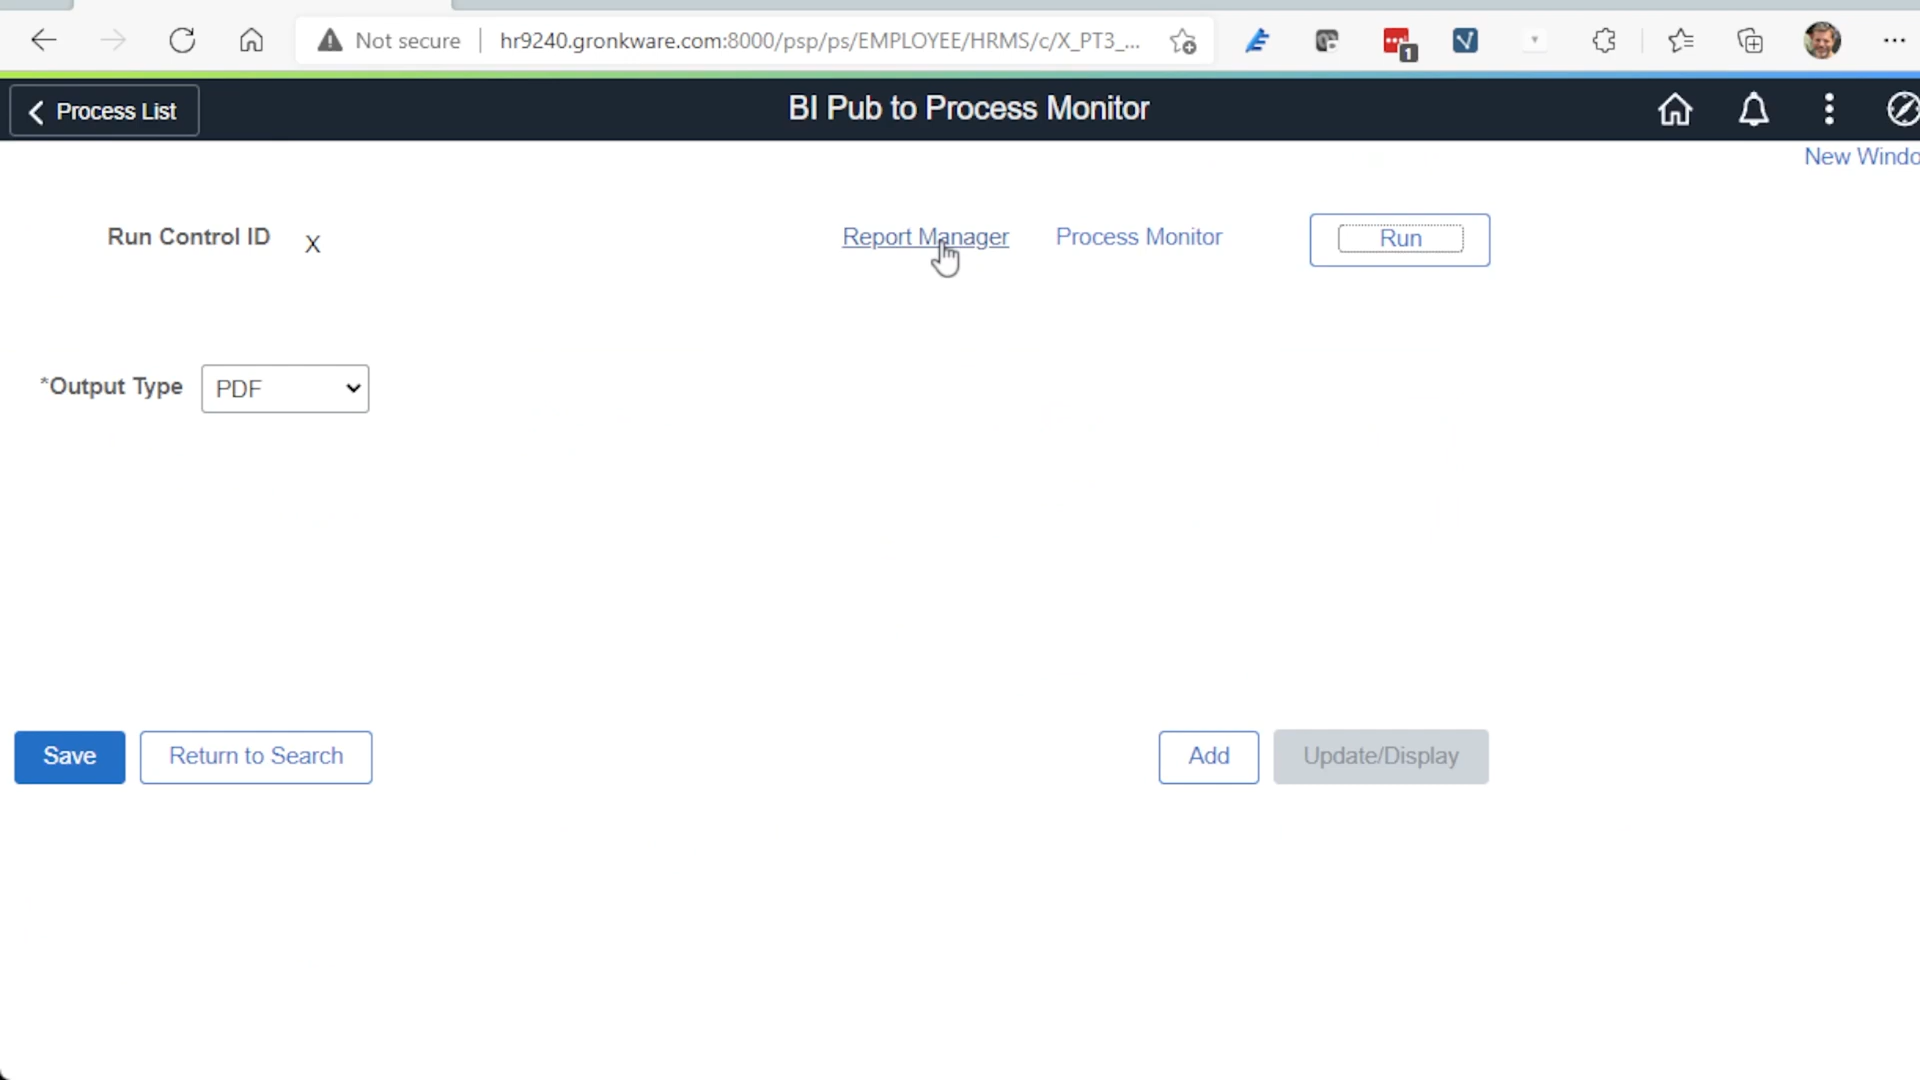 Not secure
hr9240.gronkware.com:8000/psp/ps/EMPLOYEE/HRMS/c/X_PT3_...
1
Process List
BI Pub to Process Monitor
New Windo
Run Control ID X
Report Manager
Process Monitor
Run
*Output Type PDF
Save
Return to Search
Add
Update/Display